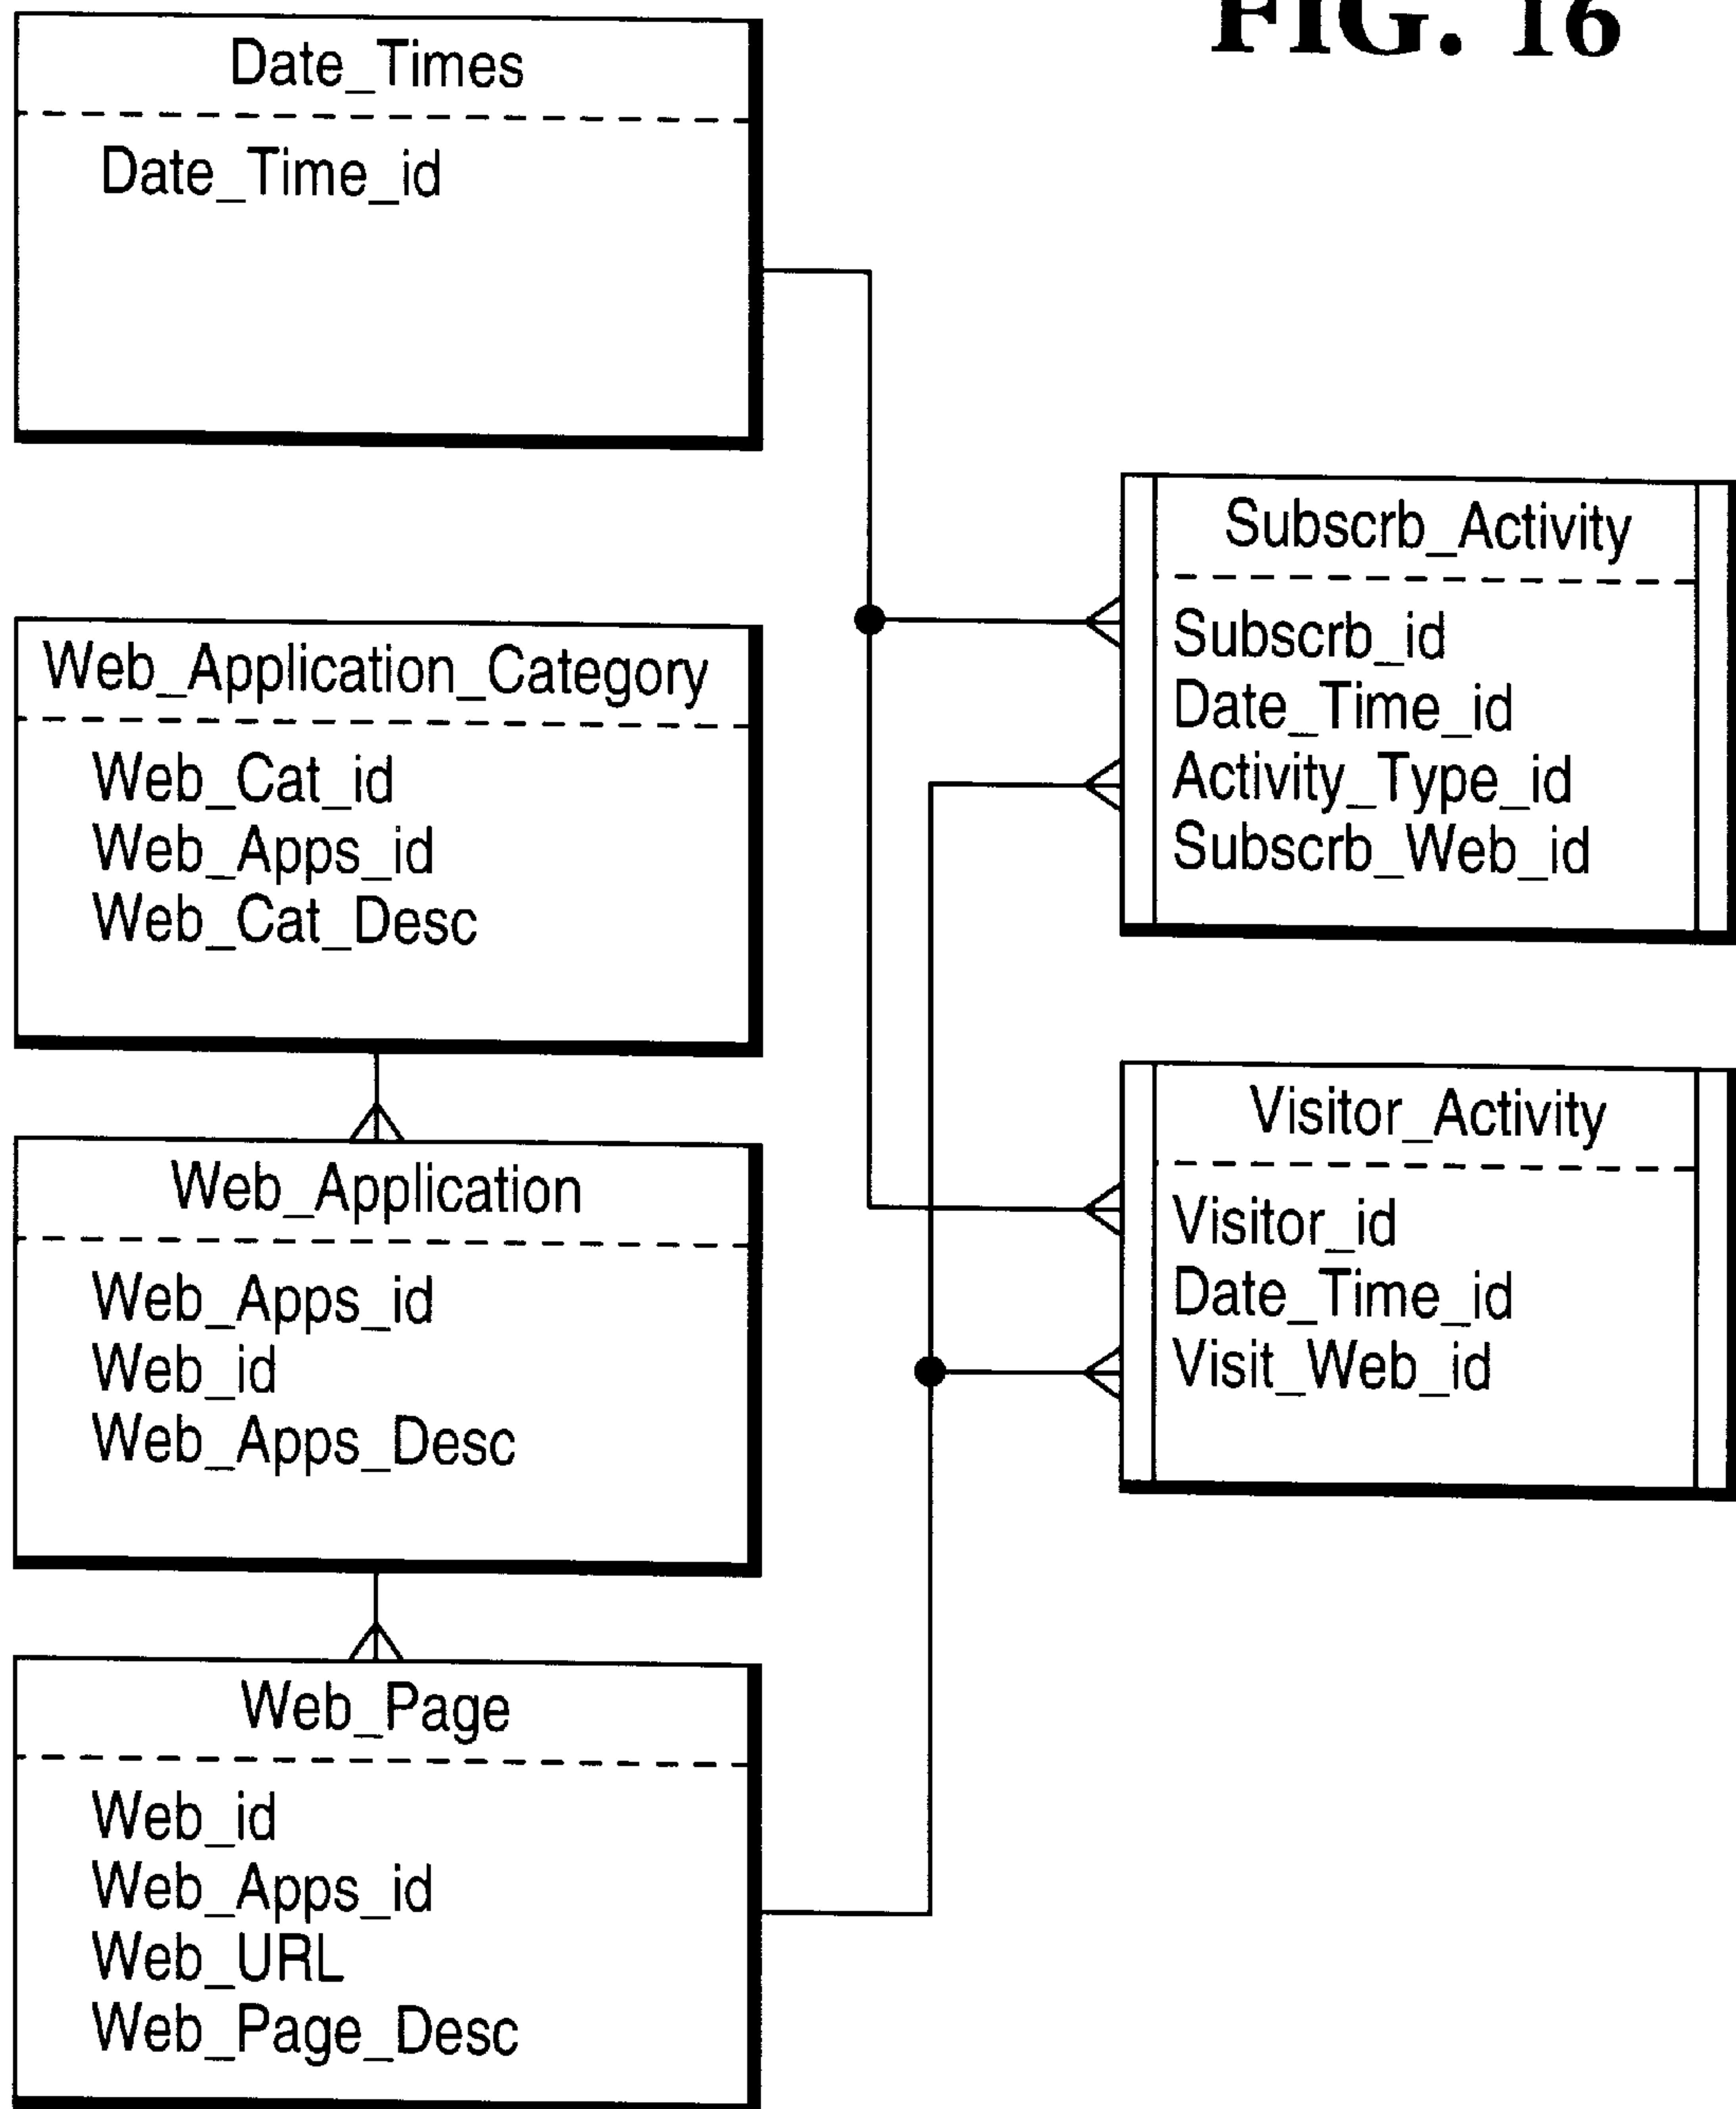 FIG. 16
Date_Times
Date_Time_id
Web_Application_Category
Web_Cat_id
Web_Apps_id
Web_Cat_Desc
Web_Application
Web_Apps_id
Web_id
Web_Apps_Desc
Web_Page
Web_id
Web_Apps_id
Web_URL
Web_Page_Desc
Subscrb_Activity
Subscrb_id
Date_Time_id
Activity_Type_id
Subscrb_Web_id
Visitor_Activity
Visitor_id
Date_Time_id
Visit_Web_id